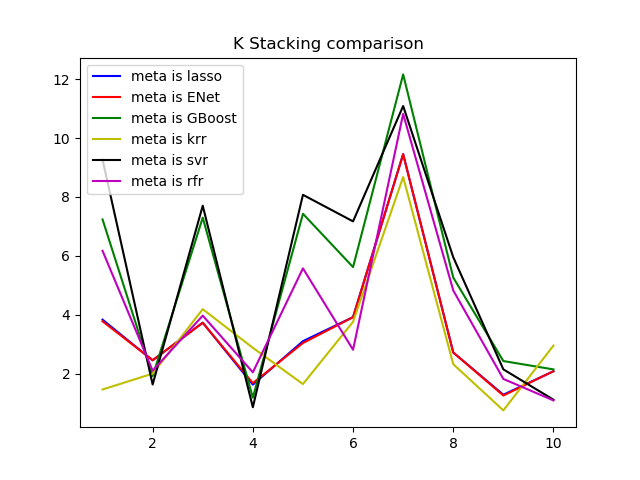 K Stacking comparison
meta is lasso
meta is ENet
meta is GBoost
meta is krr
meta is svr
meta is rfr
12
10
8
6
4
2
2 4 6 8 10